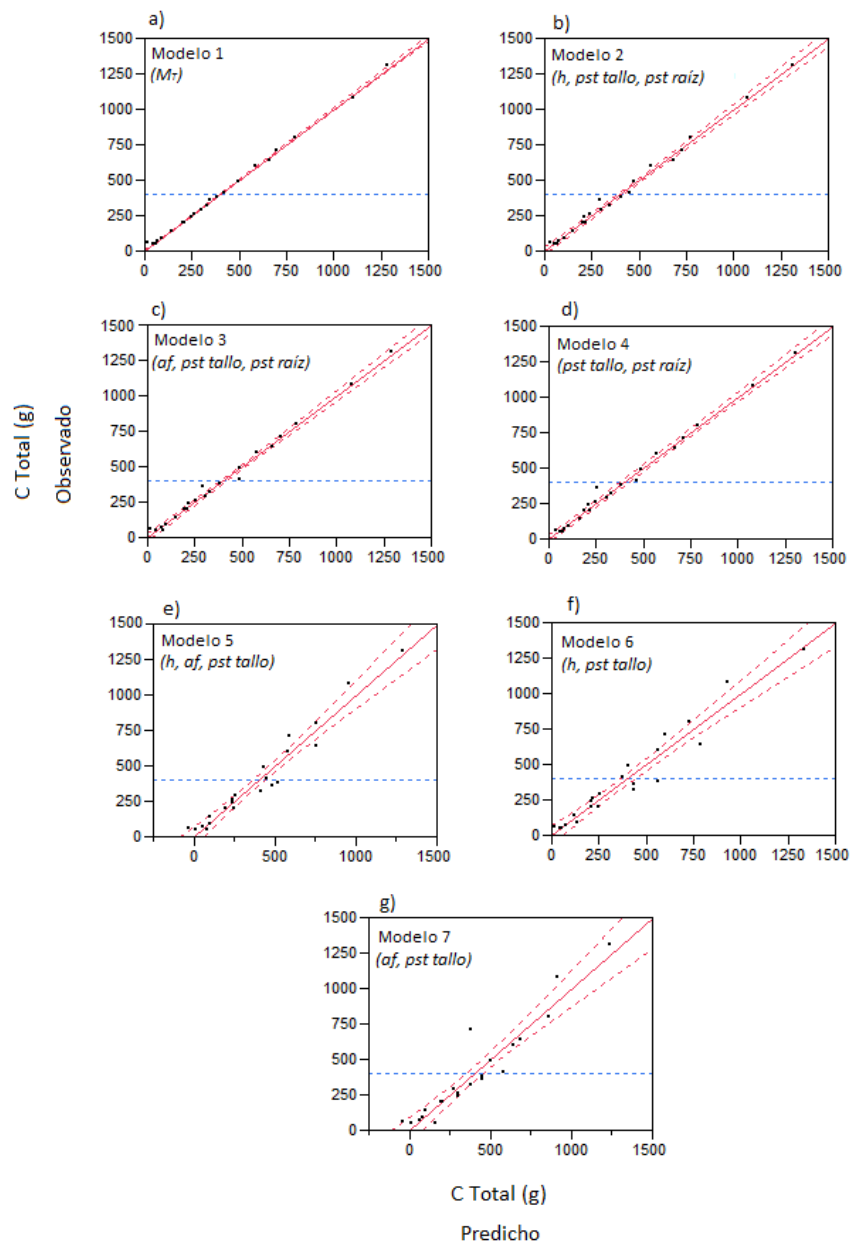 a)
Modelo 1
(MT)
1500
1250
1000
750
500
250
0
0 250 500 750 1000 1250 1500
b)
Modelo 2
(h, pst tallo, pst raíz)
1500
1250
1000
750
500
250
0
0 250 500 750 1000 1250 1500
c)
Modelo 3
(af, pst tallo, pst raíz)
1500
1250
1000
750
500
250
0
0 250 500 750 1000 1250 1500
d)
Modelo 4
(pst tallo, pst raíz)
1500
1250
1000
750
500
250
0
0 250 500 750 1000 1250 1500
C Total (g)
Observado
e)
Modelo 5
(h, af, pst tallo)
1500
1250
1000
750
500
250
0
0 500 1000 1500
f)
Modelo 6
(h, pst tallo)
1500
1250
1000
750
500
250
0
0 250 500 750 1000 1250 1500
g)
Modelo 7
(af, pst tallo)
1500
1250
1000
750
500
250
0
0 500 1000 1500
C Total (g)
Predicho